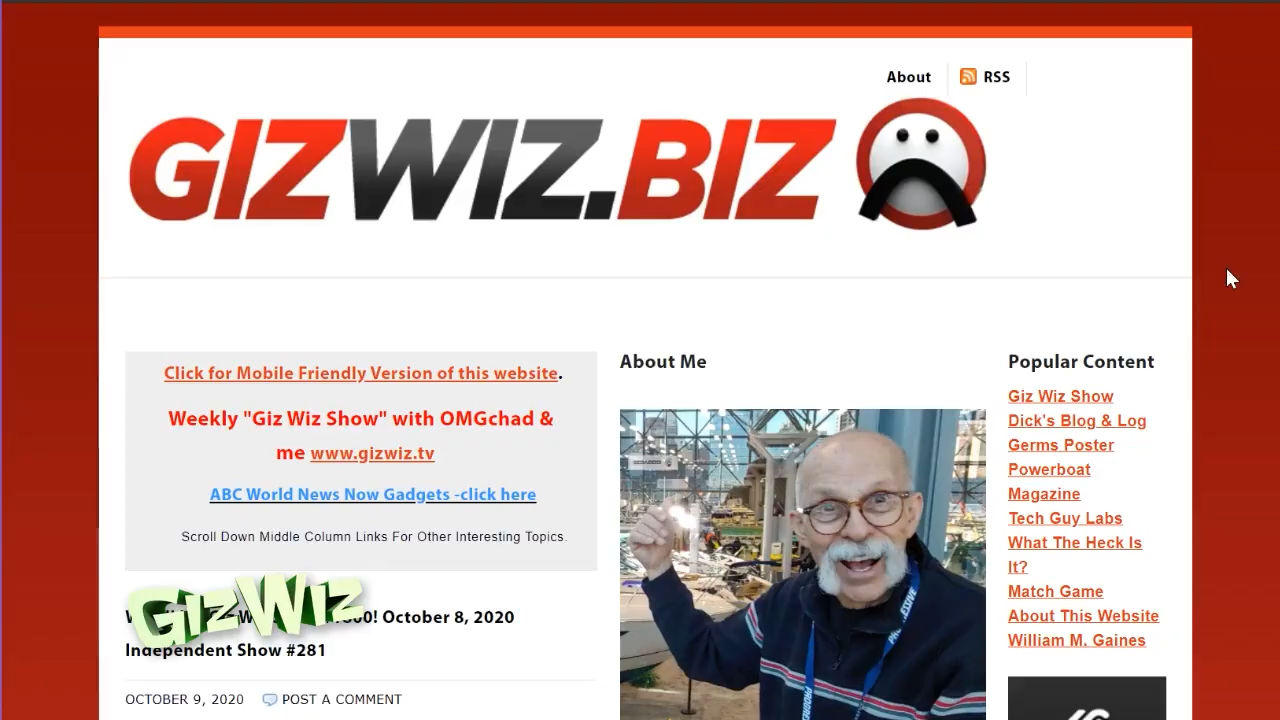 About
RSS
GIZWIZ.BIZ
Click for Mobile Friendly Version of this website.
Weekly "Giz Wiz Show" with OMGchad &
me www.gizwiz.tv
ABC World News Now Gadgets -click here
Scroll Down Middle Column Links For Other Interesting Topics.
GizWiz
! October 8, 2020
Independent Show #281
OCTOBER 9, 2020
POST A COMMENT
About Me
Popular Content
Giz Wiz Show
Dick's Blog & Log
Germs Poster
Powerboat
Magazine
Tech Guy Labs
What The Heck Is
It?
Match Game
About This Website
William M. Gaines